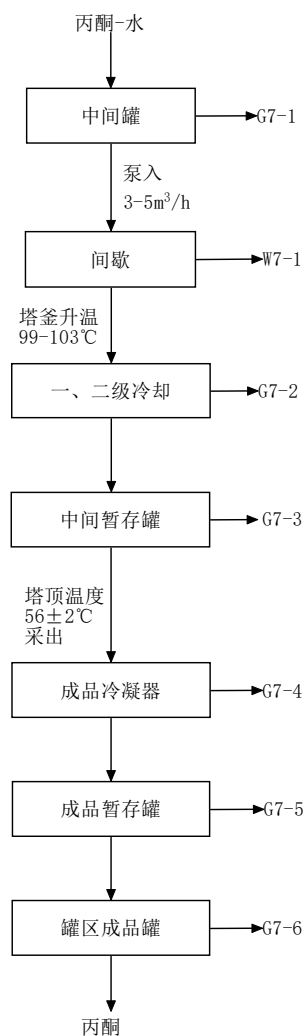 丙酮-水
中间罐
G7-1
泵入
3-5m³/h
间歇
W7-1
塔釜升温
99-103℃
一、二级冷却
G7-2
中间暂存罐
G7-3
塔顶温度
56±2℃
采出
成品冷凝器
G7-4
成品暂存罐
G7-5
罐区成品罐
G7-6
丙酮